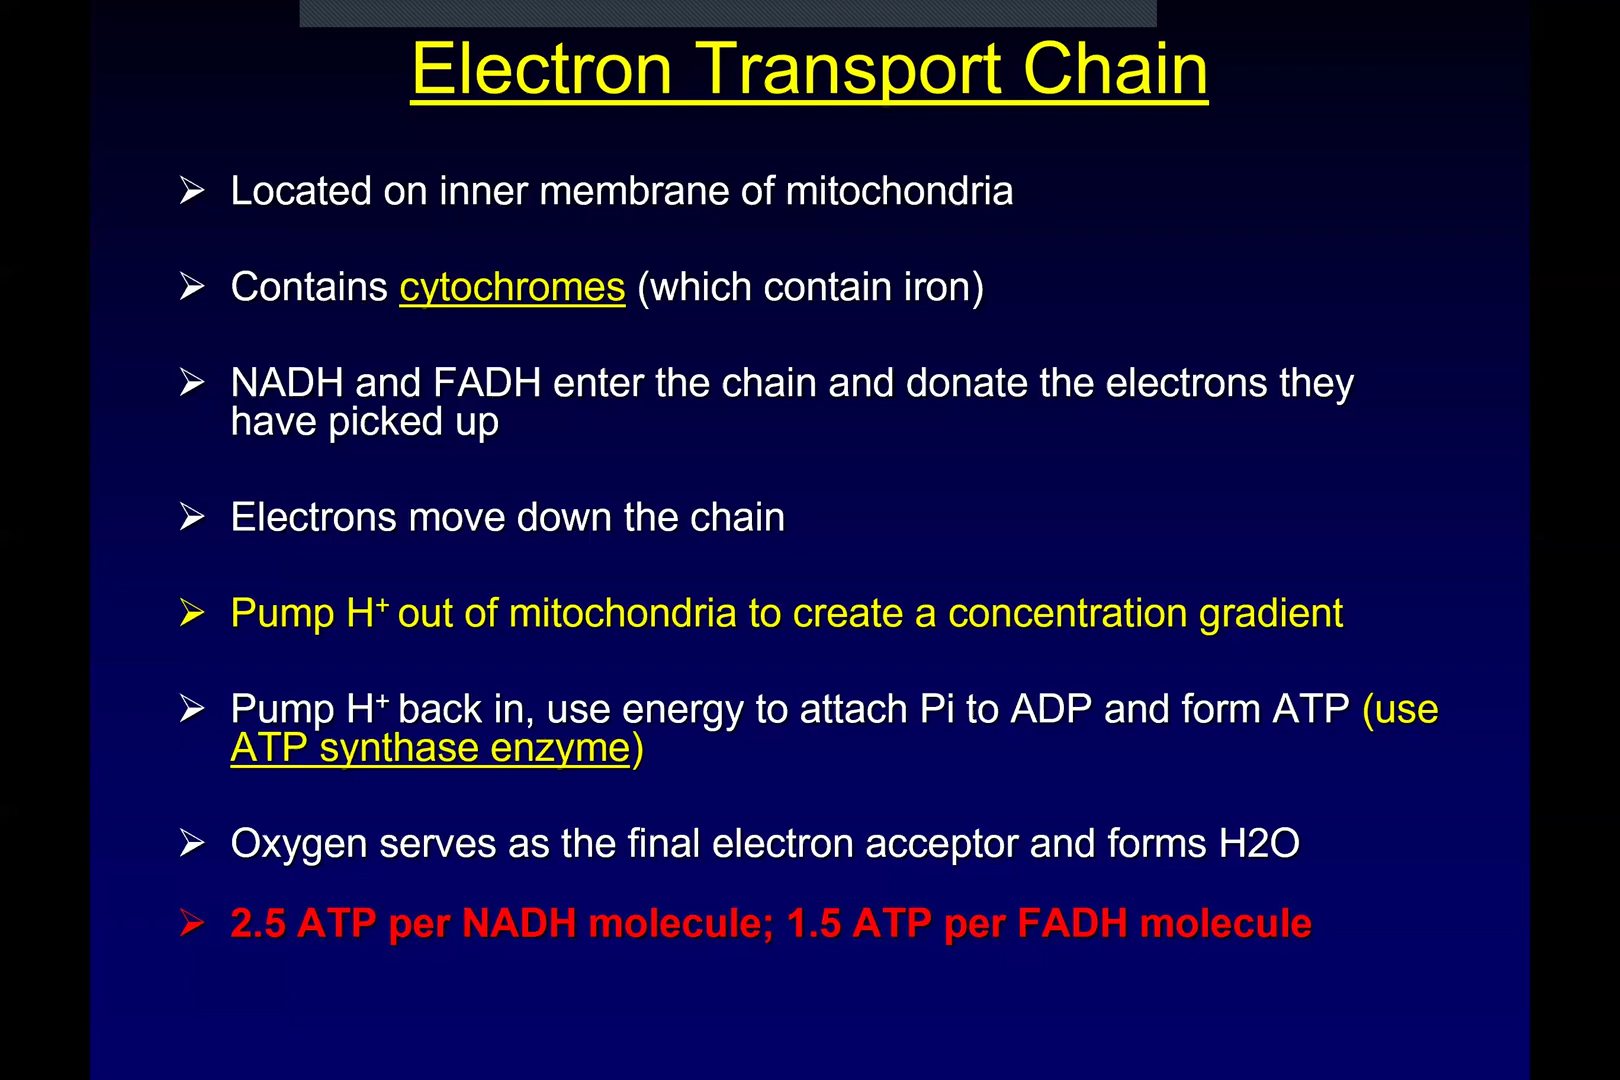 Electron Transport Chain
➢ Located on inner membrane of mitochondria
➢ Contains cytochromes (which contain iron)
➢ NADH and FADH enter the chain and donate the electrons they
have picked up
➢ Electrons move down the chain
➢ Pump H⁺ out of mitochondria to create a concentration gradient
➢ Pump H⁺ back in, use energy to attach Pi to ADP and form ATP (use
ATP synthase enzyme)
➢ Oxygen serves as the final electron acceptor and forms H2O
➢ 2.5 ATP per NADH molecule; 1.5 ATP per FADH molecule